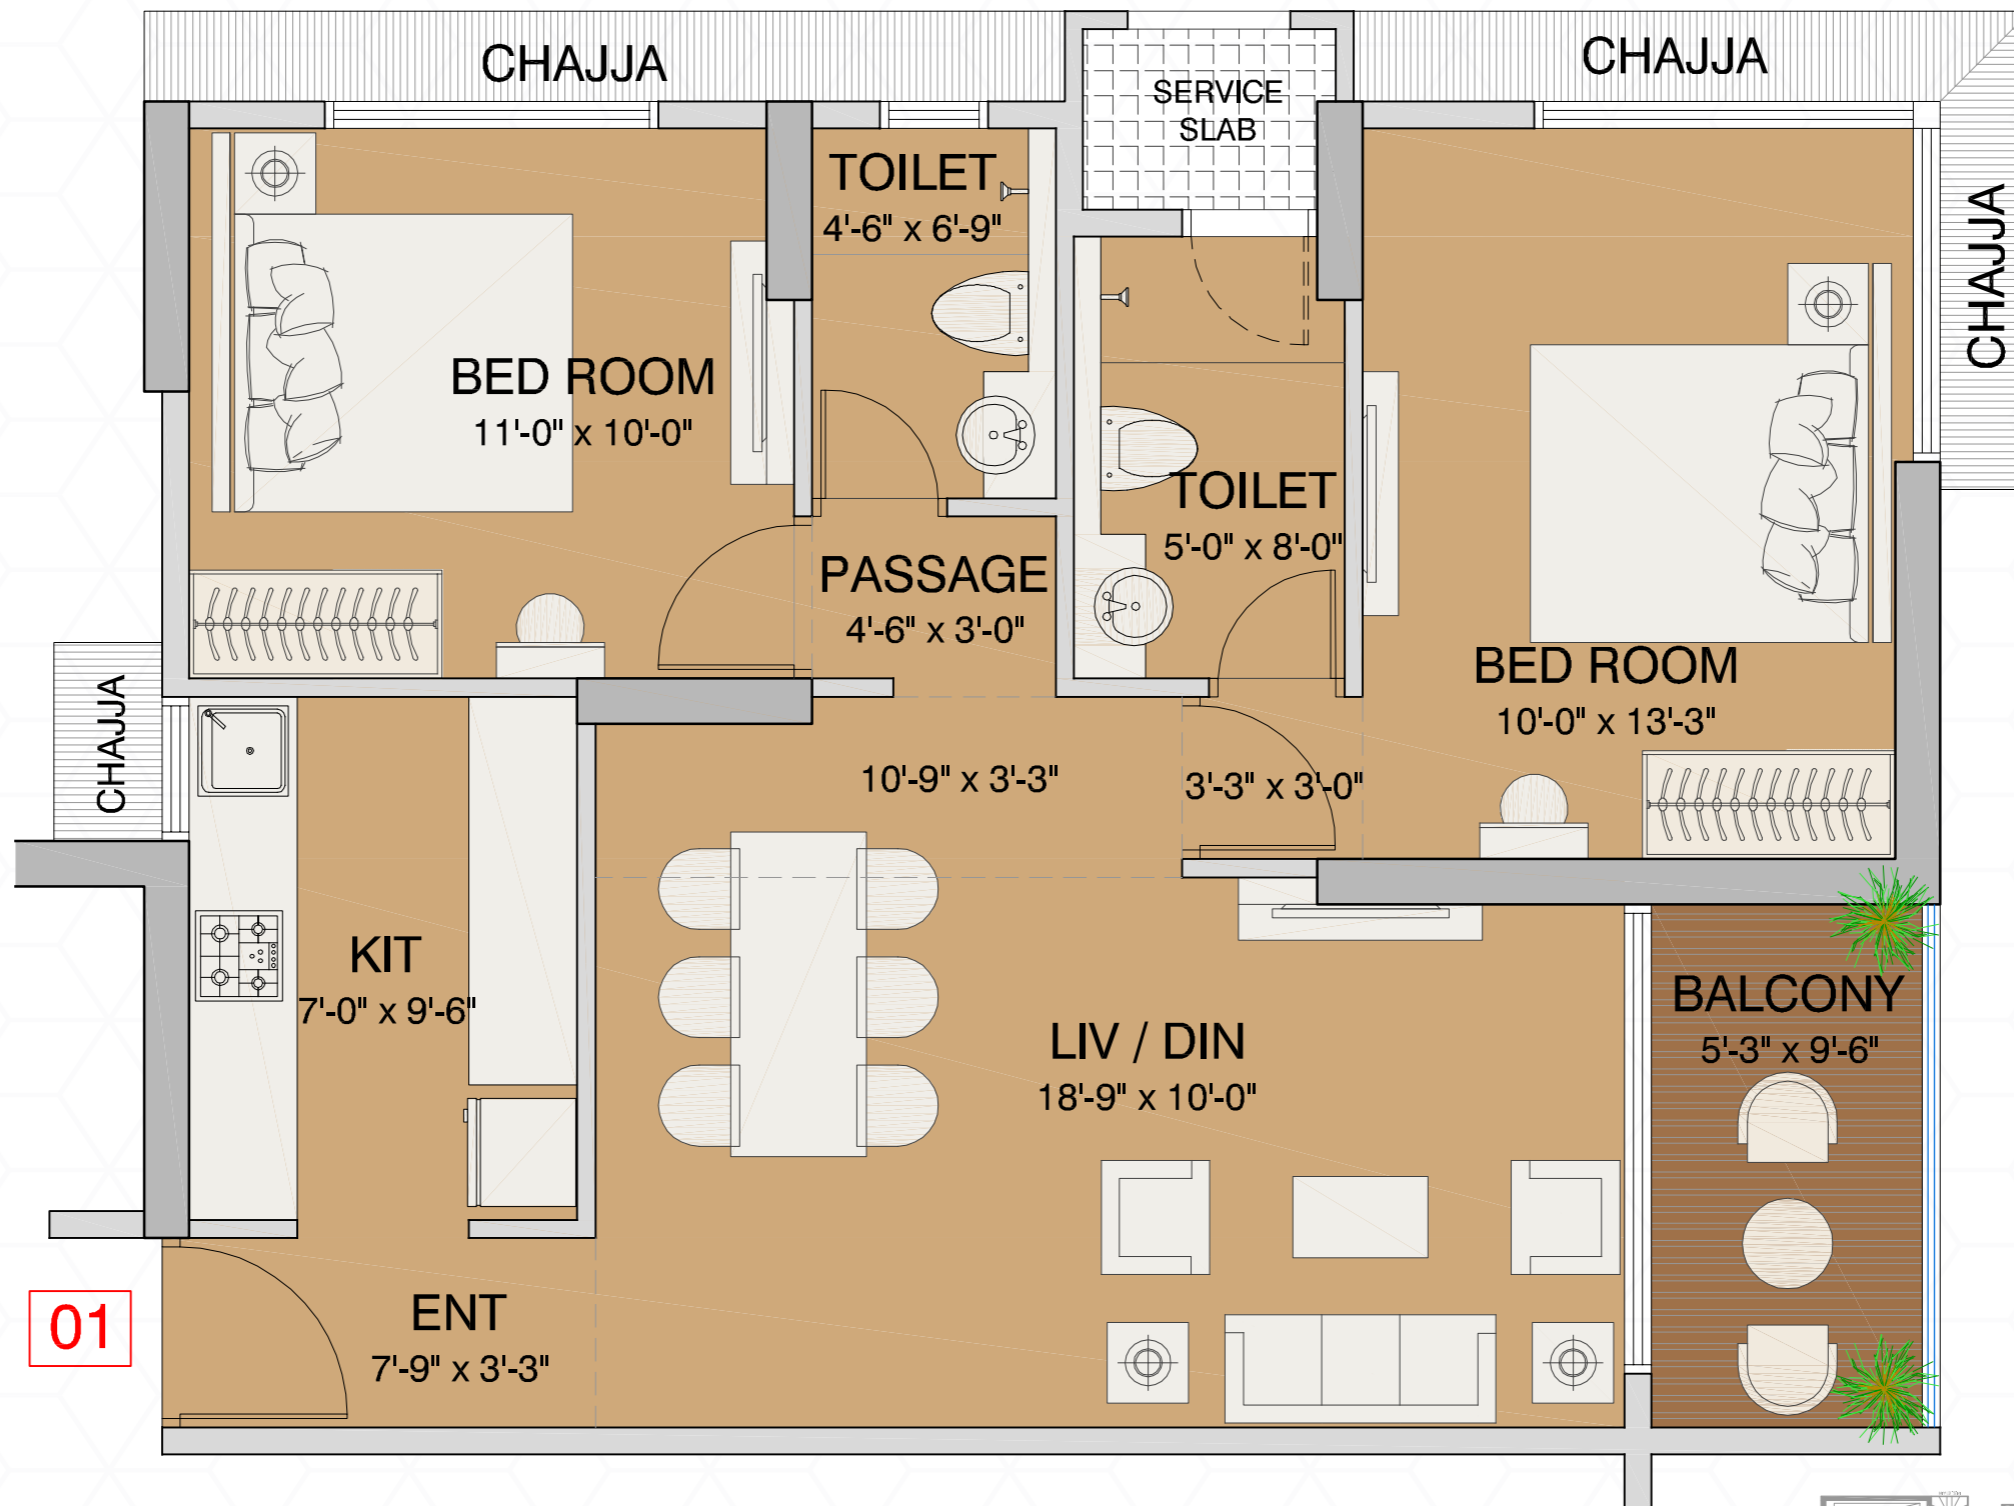 CHAJJA
CHAJJA
SERVICE
SLAB
TOILET
4'-6" x 6'-9"
CHAJJA
BED ROOM
11'-0" x 10'-0"
TOILET
5'-0" x 8'-0"
PASSAGE
4'-6" x 3'-0"
BED ROOM
10'-0" x 13'-3"
CHAJJA
10'-9" x 3'-3"
3'-3" x 3'-0"
KIT
7'-0" x 9'-6"
LIV / DIN
18'-9" x 10'-0"
BALCONY
5'-3" x 9'-6"
01
ENT
7'-9" x 3'-3"